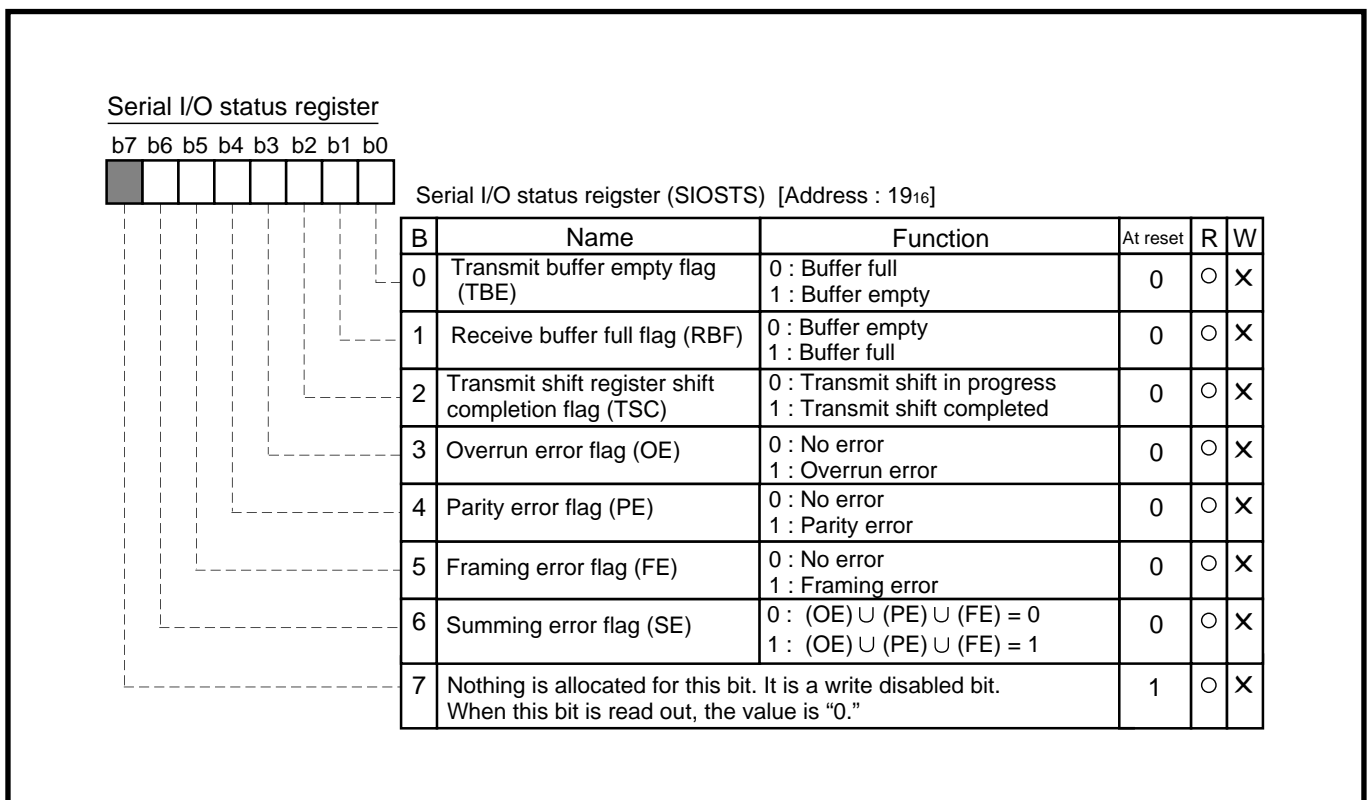 Serial I/O status register
b7 b6 b5 b4 b3 b2 b1 b0
Serial I/O status reigster (SIOSTS) [Address : 19₁₆]
B Name Function At reset R W
0 Transmit buffer empty flag (TBE) 0 : Buffer full 0 ○ ×
1 : Buffer empty
1 Receive buffer full flag (RBF) 0 : Buffer empty 0 ○ ×
1 : Buffer full
2 Transmit shift register shift completion flag (TSC) 0 : Transmit shift in progress 0 ○ ×
1 : Transmit shift completed
3 Overrun error flag (OE) 0 : No error 0 ○ ×
1 : Overrun error
4 Parity error flag (PE) 0 : No error 0 ○ ×
1 : Parity error
5 Framing error flag (FE) 0 : No error 0 ○ ×
1 : Framing error
6 Summing error flag (SE) 0 : (OE) ∪ (PE) ∪ (FE) = 0 0 ○ ×
1 : (OE) ∪ (PE) ∪ (FE) = 1
7 Nothing is allocated for this bit. It is a write disabled bit. 1 ○ ×
When this bit is read out, the value is “0.”